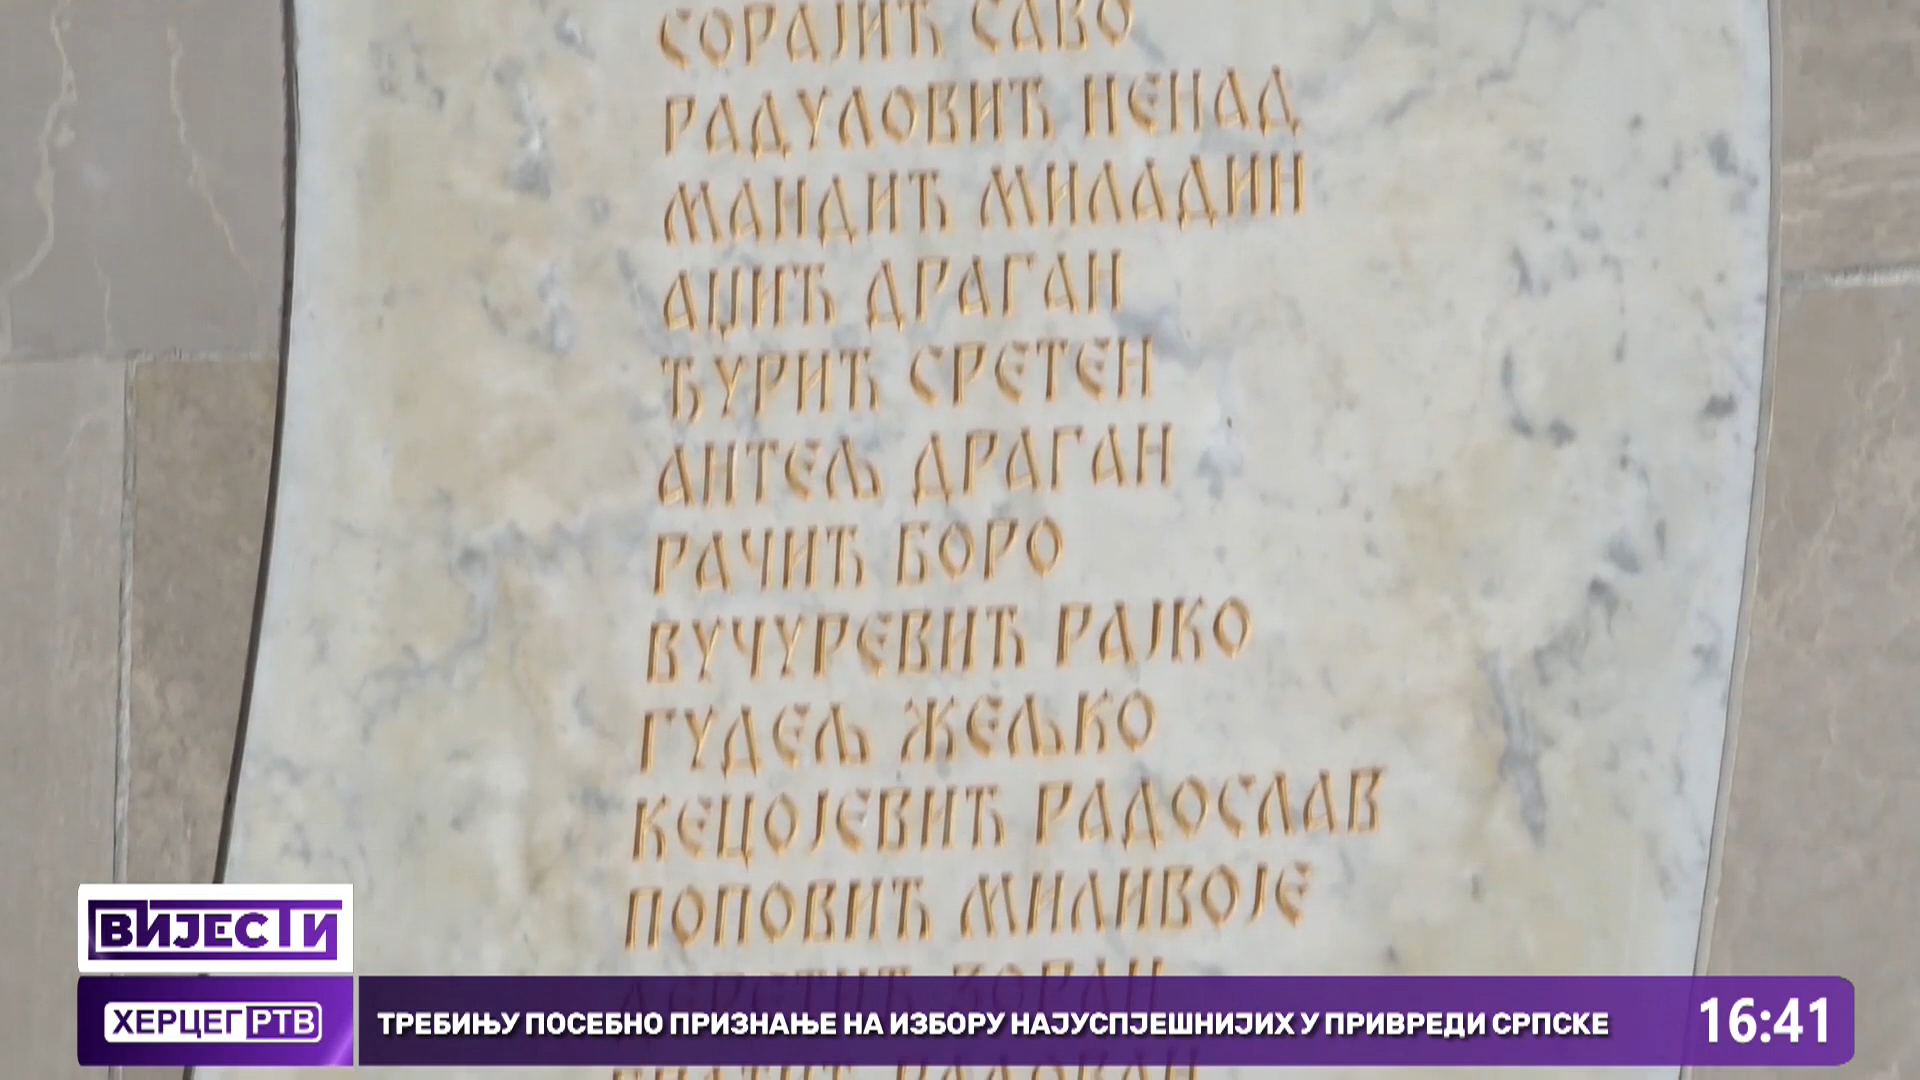 СОРАЈИЋ САВО
РАДУЛОВИЋ НЕНАД
МАНДИЋ МИЛАДИН
АЏИЋ ДРАГАН
ЂУРИЋ СРЕТЕН
АНТЕЉ ДРАГАН
РАЧИЋ БОРО
ВУЧУРЕВИЋ РАЈКО
ГУДЕЉ ЖЕЉКО
КЕЦОЈЕВИЋ РАДОСЛАВ
ПОПОВИЋ МИЛИВОЈЕ
ЗОРАН
ВИЈЕСТИ
ХЕРЦЕГ РТВ
ТРЕБИЊУ ПОСЕБНО ПРИЗНАЊЕ НА ИЗБОРУ НАЈУСПЈЕШНИЈИХ У ПРИВРЕДИ СРПСКЕ
16:41